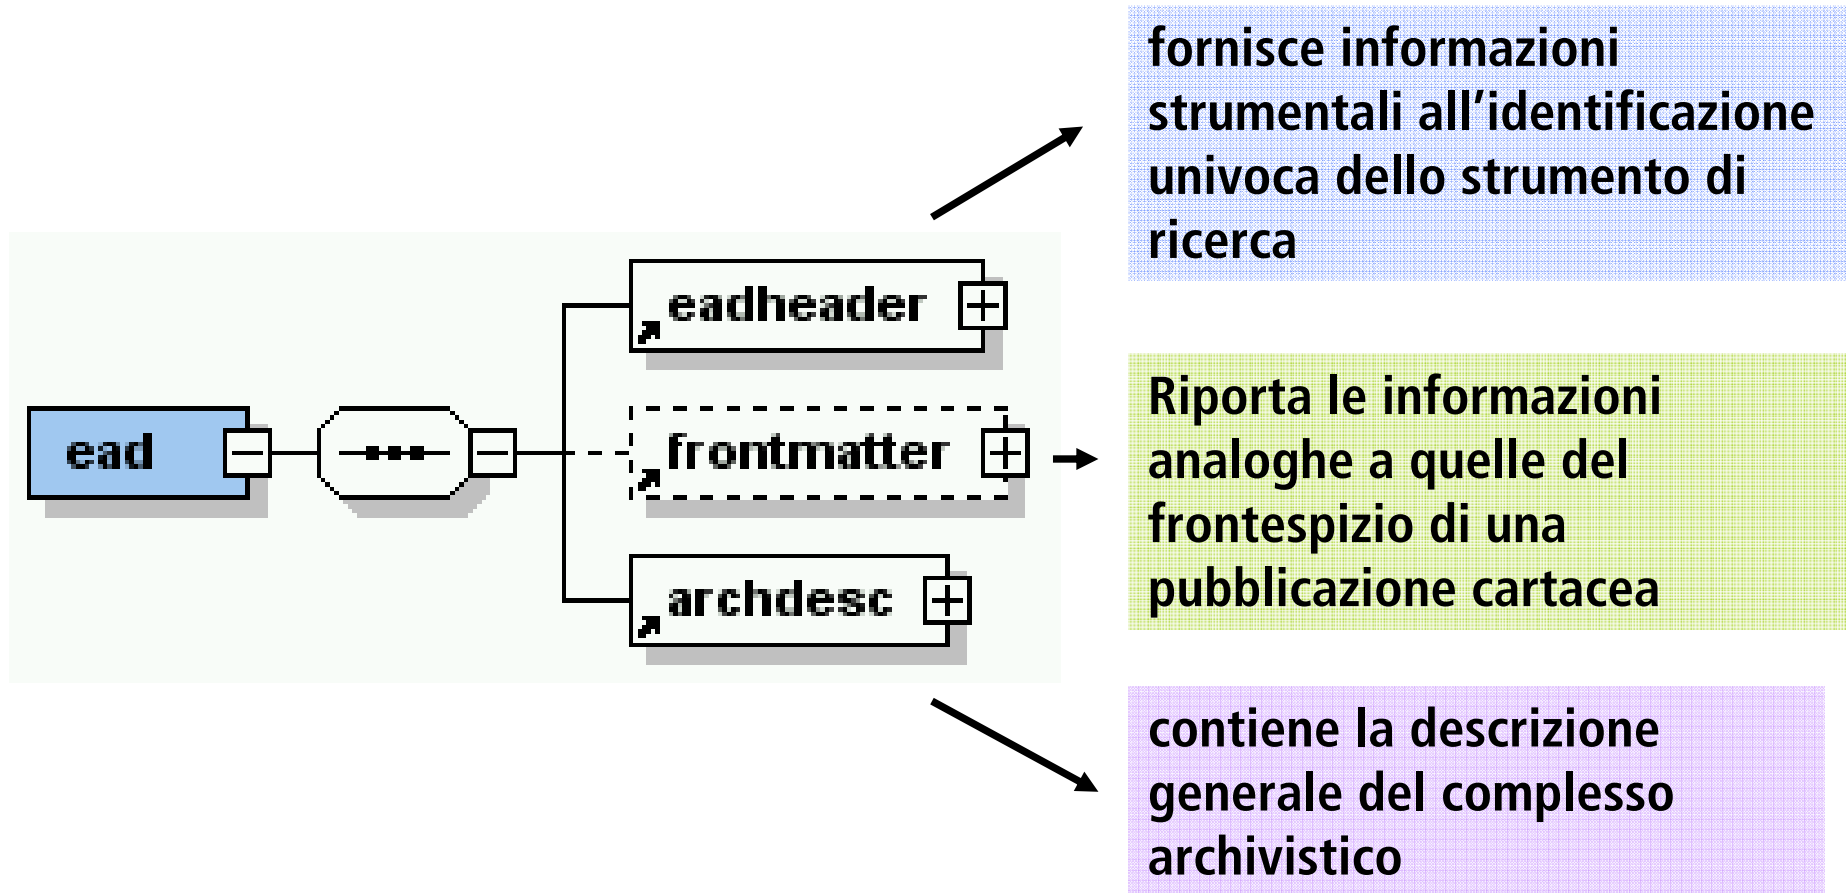 fornisce informazioni
strumentali all’identificazione
univoca dello strumento di
ricerca
eadheader
ead
frontmatter
Riporta le informazioni
analoghe a quelle del
frontespizio di una
pubblicazione cartacea
archdesc
contiene la descrizione
generale del complesso
archivistico